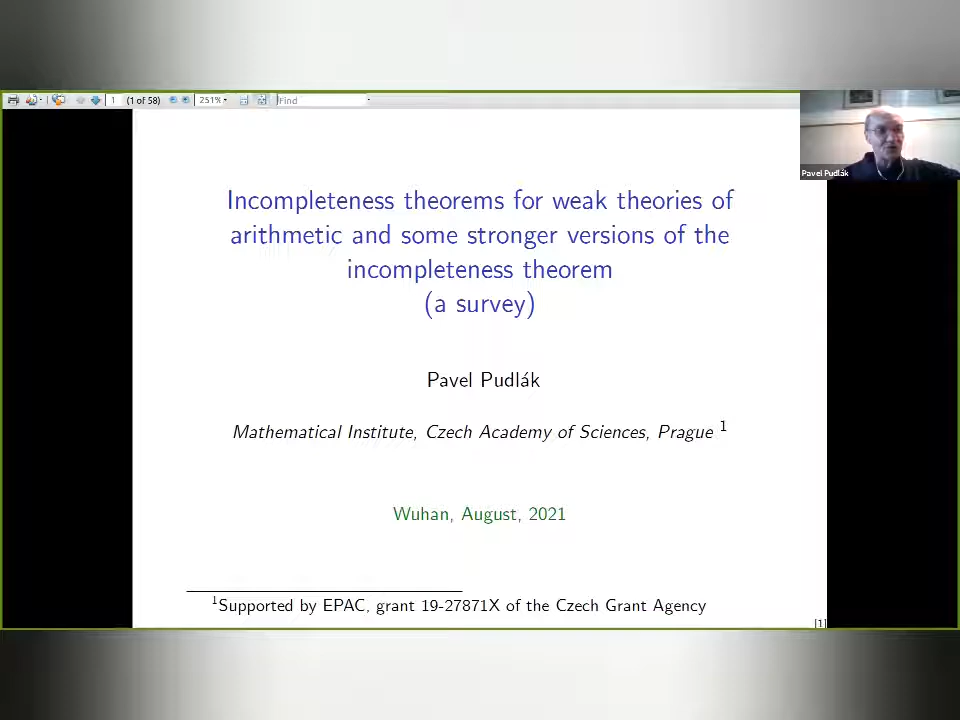 1 (1 of 58) 251% Find
Pavel Pudlák
Incompleteness theorems for weak theories of
arithmetic and some stronger versions of the
incompleteness theorem
(a survey)
Pavel Pudlák
Mathematical Institute, Czech Academy of Sciences, Prague 1
Wuhan, August, 2021
1Supported by EPAC, grant 19-27871X of the Czech Grant Agency
[1]